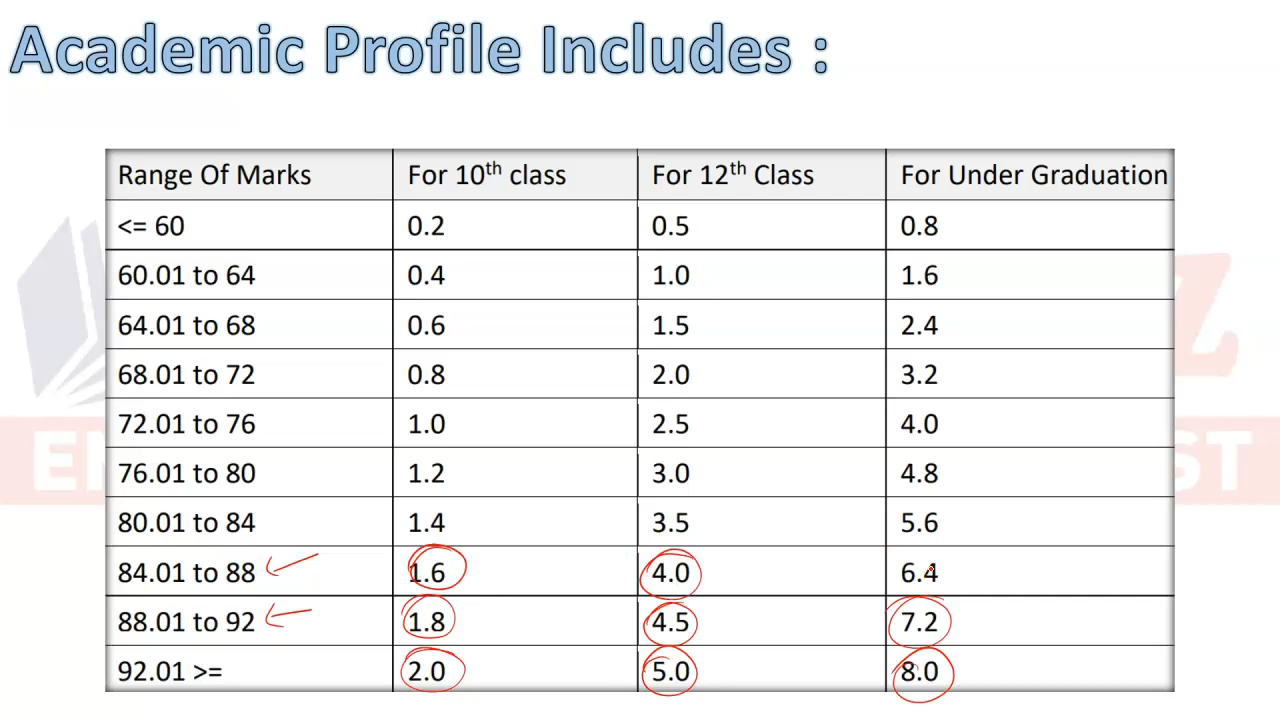 Academic Profile Includes :
Range Of Marks For 10th class For 12th Class For Under Graduation
<= 60 0.2 0.5 0.8
60.01 to 64 0.4 1.0 1.6
64.01 to 68 0.6 1.5 2.4
68.01 to 72 0.8 2.0 3.2
72.01 to 76 1.0 2.5 4.0
76.01 to 80 1.2 3.0 4.8
80.01 to 84 1.4 3.5 5.6
84.01 to 88 1.6 4.0 6.4
88.01 to 92 1.8 4.5 7.2
92.01 >= 2.0 5.0 8.0